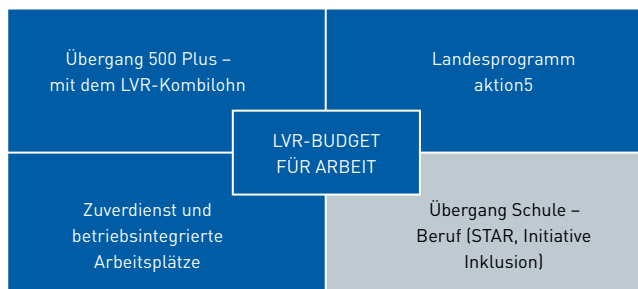 Übergang 500 Plus –
mit dem LVR-Kombilohn
Landesprogramm
aktion5
LVR-BUDGET
FÜR ARBEIT
Zuverdienst und
betriebsintegrierte
Arbeitsplätze
Übergang Schule –
Beruf (STAR, Initiative
Inklusion)